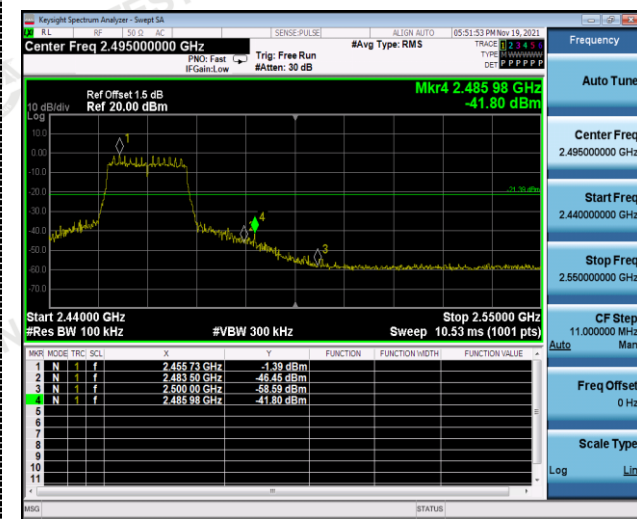 Keysight Spectrum Analyzer - Swept SA
RL RF 50 Ω AC SENSE:PULSE ALIGN AUTO 05:51:53 PM Nov 19, 2021
Center Freq 2.495000000 GHz #Avg Type: RMS TRACE 1 2 3 4 5 6
PNO: Fast Trig: Free Run TYPE M W W W W W
IFGain:Low #Atten: 30 dB DET P P P P P P
Mkr4 2.485 98 GHz
Ref Offset 1.5 dB
10 dB/div Ref 20.00 dBm -41.80 dBm
Log
10.0
0.00
-10.0
-20.0
-30.0
-40.0
-50.0
-60.0
-70.0
1
-21.39 dBm
4
3
Start 2.44000 GHz Stop 2.55000 GHz
#Res BW 100 kHz #VBW 300 kHz Sweep 10.53 ms (1001 pts)
MKR MODE TRC SCL X Y FUNCTION FUNCTION WIDTH FUNCTION VALUE
1 N 1 f 2.455 73 GHz -1.39 dBm
2 N 1 f 2.483 50 GHz -46.45 dBm
3 N 1 f 2.500 00 GHz -58.59 dBm
4 N 1 f 2.485 98 GHz -41.80 dBm
5
6
7
8
9
10
11
MSG STATUS
Frequency
Auto Tune
Center Freq
2.495000000 GHz
Start Freq
2.440000000 GHz
Stop Freq
2.550000000 GHz
CF Step
11.000000 MHz
Auto Man
Freq Offset
0 Hz
Scale Type
Log Lin